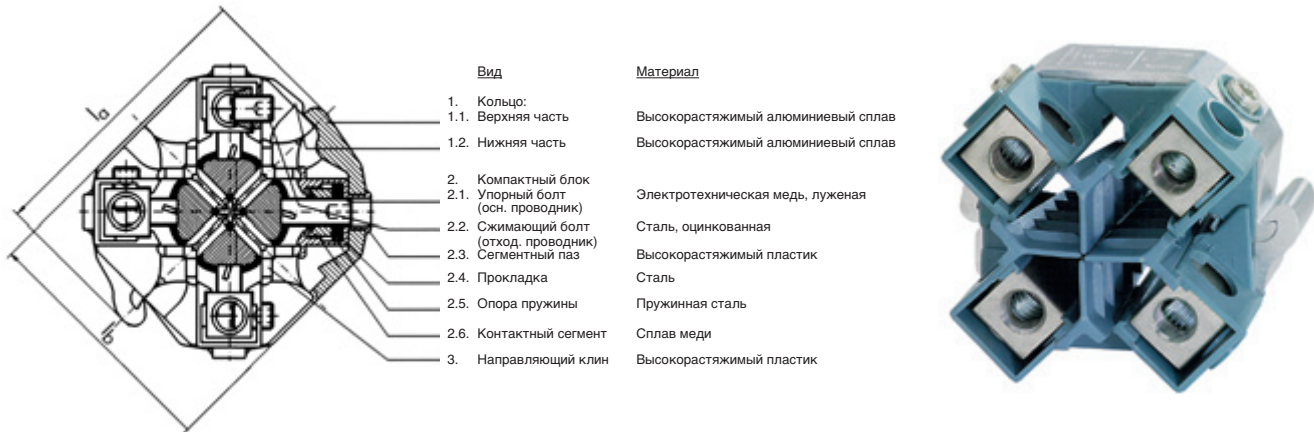 Вид Материал
1. Кольцо:
1.1. Верхняя часть Высокорастяжимый алюминиевый сплав
1.2. Нижняя часть Высокорастяжимый алюминиевый сплав
2. Компактный блок
2.1. Упорный болт Электротехническая медь, луженая
(осн. проводник)
2.2. Сжимающий болт Сталь, оцинкованная
(отход. проводник)
2.3. Сегментный паз Высокорастяжимый пластик
2.4. Прокладка Сталь
2.5. Опора пружины Пружинная сталь
2.6. Контактный сегмент Сплав меди
3. Направляющий клин Высокорастяжимый пластик
la
lb